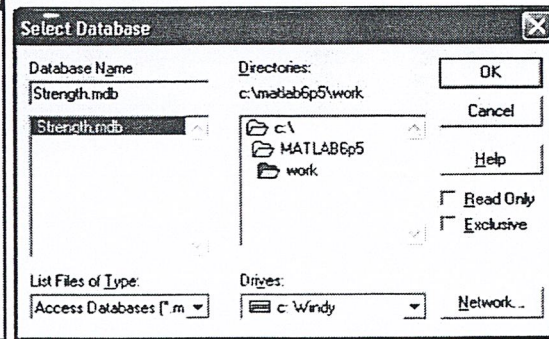 Select Database
Database Name
Strength.mdb
Strength.mdb
List Files of Type:
Access Databases (*.m
Directories:
c:\matlab6p5\work
c:\
MATLAB6p5
work
Drives:
c: Windy
OK
Cancel
Help
Read Only
Exclusive
Network...